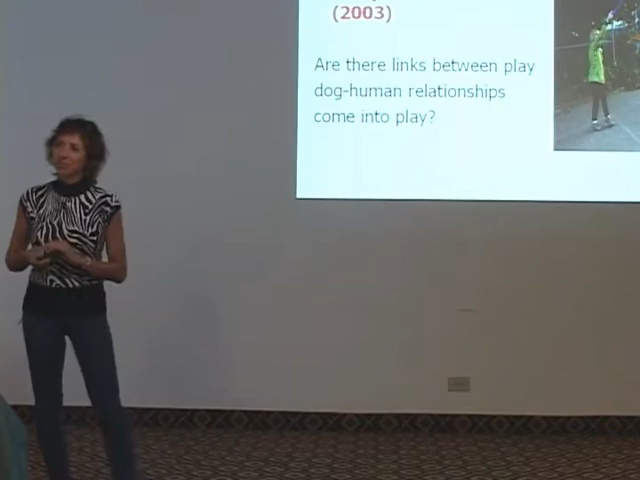 (2003)
Are there links between play
dog-human relationships
come into play?